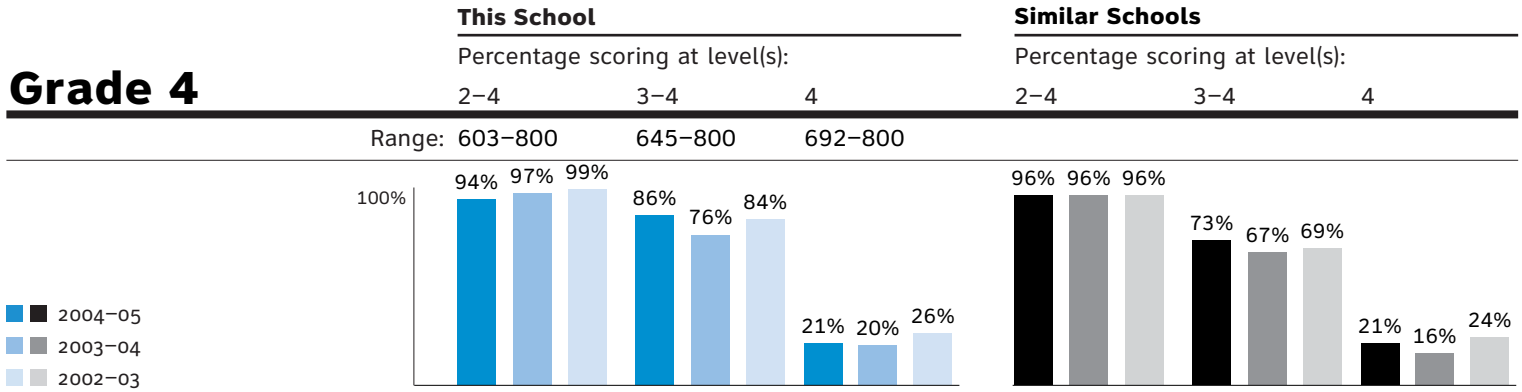 This School Similar Schools
Percentage scoring at level(s): Percentage scoring at level(s):
Grade 4 2–4 3–4 4 2–4 3–4 4
Range: 603–800 645–800 692–800
94% 97% 99% 86% 76% 84% 21% 20% 26% 96% 96% 96% 73% 67% 69% 21% 16% 24%
100%
2004–05
2003–04
2002–03